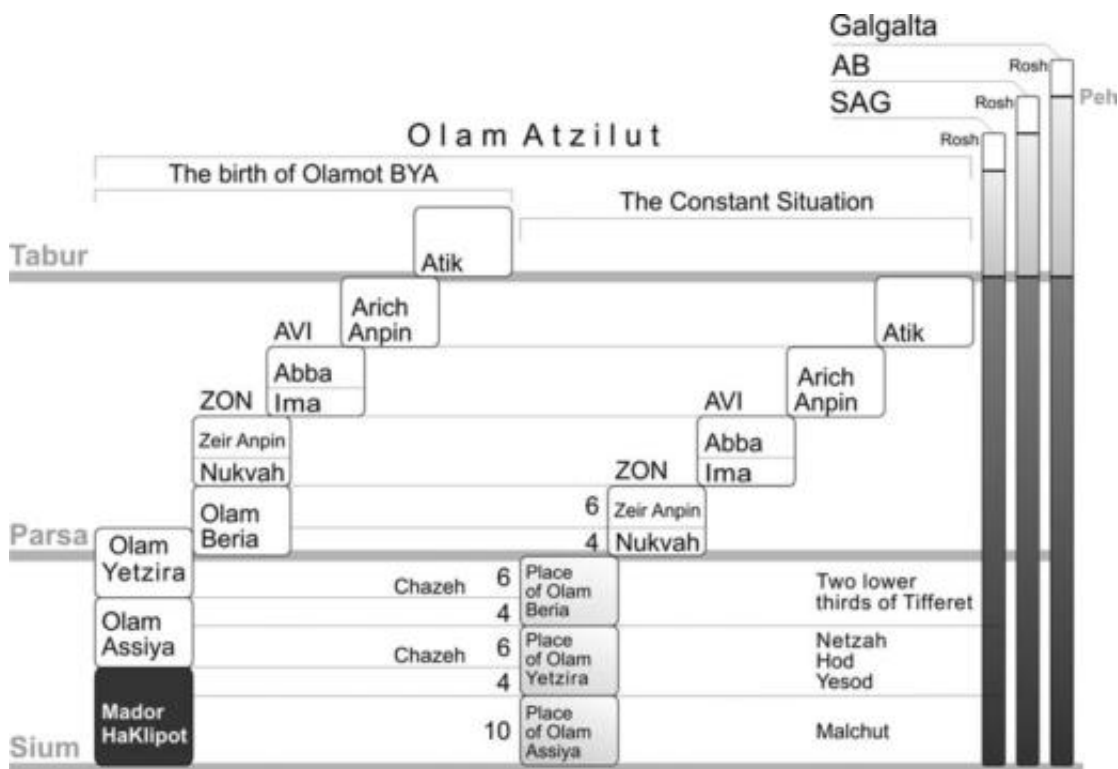 Galgalta
AB
Rosh
SAG
Rosh
Peh
Olam Atzilut
Rosh
The birth of Olamot BYA
The Constant Situation
Tabur
Atik
Arich
Anpin
Atik
AVI
Abba
Ima
Arich
Anpin
ZON
AVI
Zeir Anpin
Nukvah
Abba
Ima
ZON
Olam
Beria
6
Zeir Anpin
4
Nukvah
Parsa
Olam
Yetzira
Chazeh
6
4
Place
of Olam
Beria
Two lower
thirds of Tifferet
Olam
Assiya
Chazeh
6
4
Place
of Olam
Yetzira
Netzah
Hod
Yesod
Mador
HaKlipot
10
Place
of Olam
Assiya
Malchut
Sium